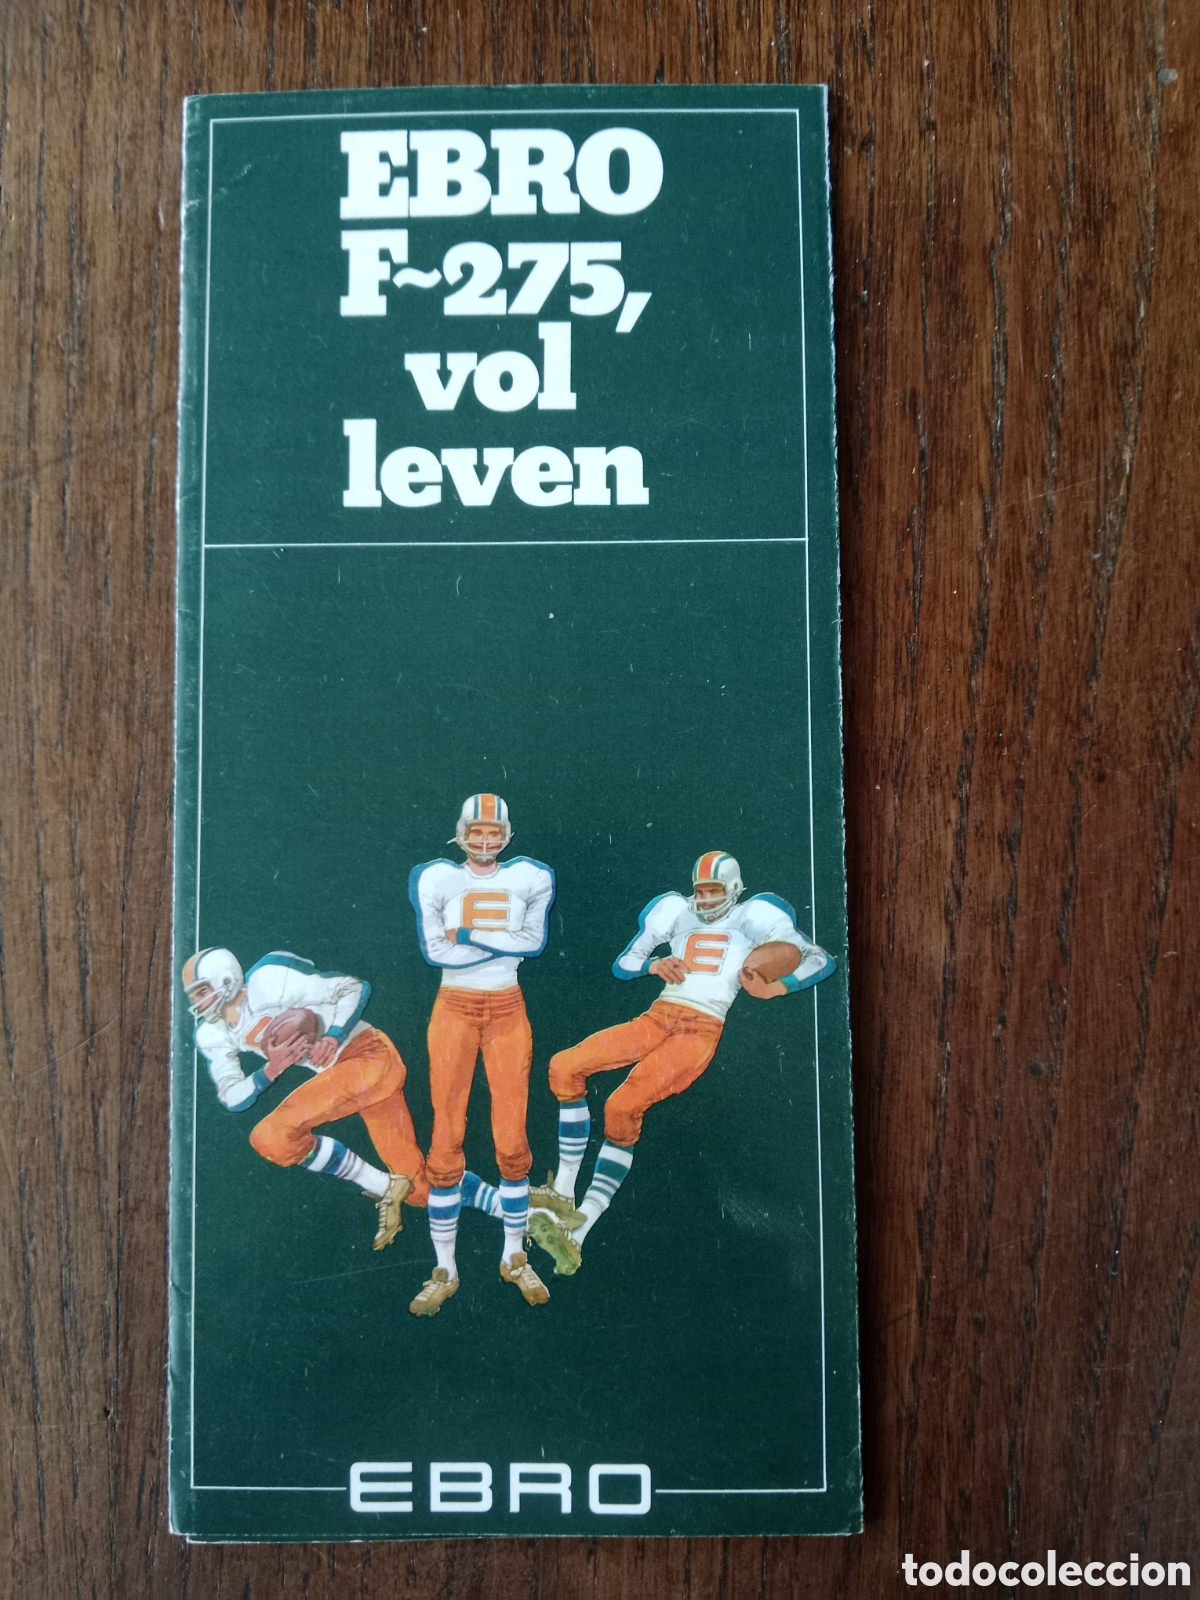 EBRO
F~275,
vol
leven
E
E
EBRO
todocoleccion